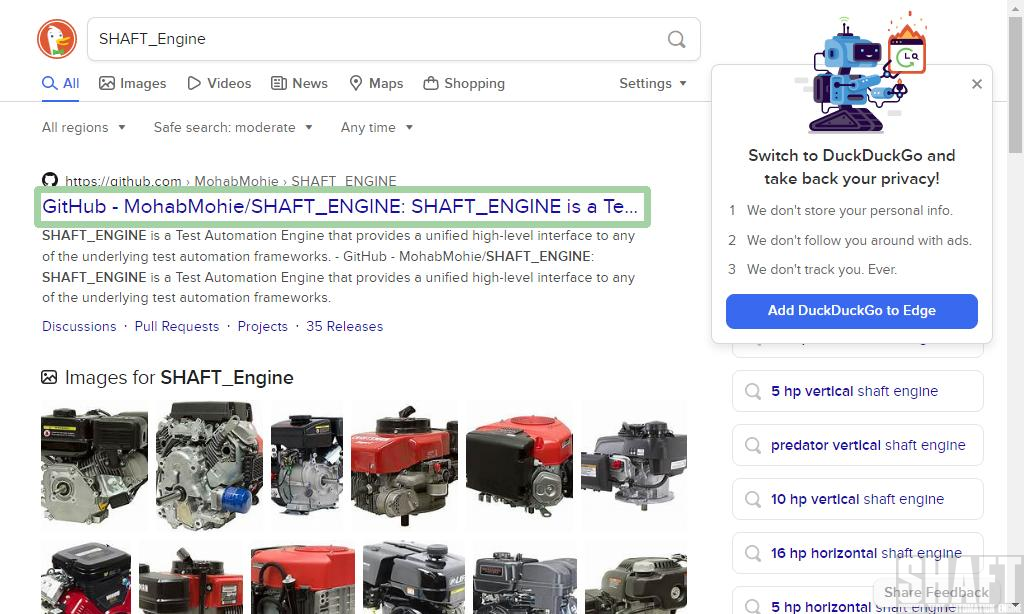 SHAFT_Engine
All
Images
Videos
News
Maps
Shopping
Settings
All regions
Safe search: moderate
Any time
https://github.com › MohabMohie › SHAFT_ENGINE
GitHub - MohabMohie/SHAFT_ENGINE: SHAFT_ENGINE is a Te...
SHAFT_ENGINE is a Test Automation Engine that provides a unified high-level interface to any
of the underlying test automation frameworks. - GitHub - MohabMohie/SHAFT_ENGINE:
SHAFT_ENGINE is a Test Automation Engine that provides a unified high-level interface to any
of the underlying test automation frameworks.
Discussions · Pull Requests · Projects · 35 Releases
Images for SHAFT_Engine
Switch to DuckDuckGo and
take back your privacy!
1 We don't store your personal info.
2 We don't follow you around with ads.
3 We don't track you. Ever.
Add DuckDuckGo to Edge
5 hp vertical shaft engine
predator vertical shaft engine
10 hp vertical shaft engine
16 hp horizontal shaft engine
5 hp horizontal shaft engine
Share Feedback
SHAFT